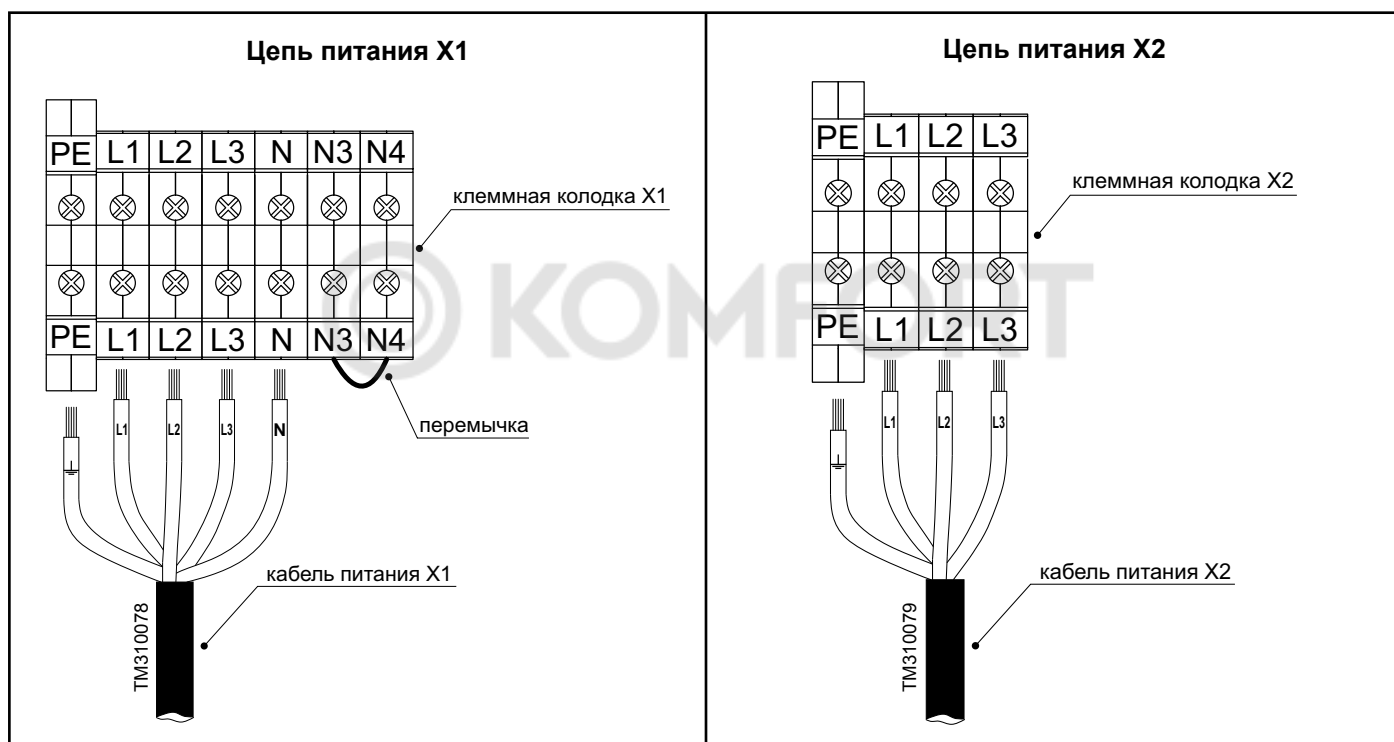 Цепь питания X1
PE L1 L2 L3 N N3 N4
клеммная колодка X1
PE L1 L2 L3 N N3 N4
L1 L2 L3 N
перемычка
кабель питания X1
TM310078
Цепь питания X2
PE L1 L2 L3
клеммная колодка X2
PE L1 L2 L3
L1 L2 L3
кабель питания X2
TM310079
KOMFORT